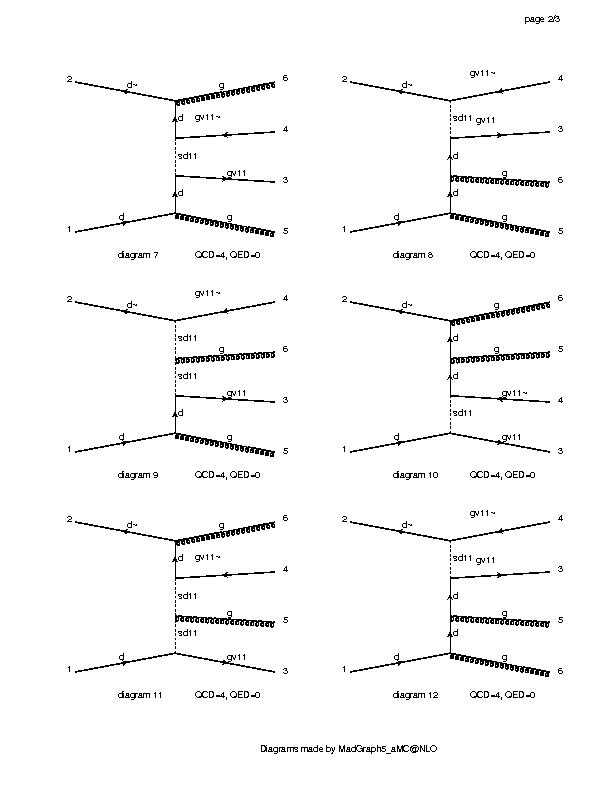 page 2/3
2 d~ g 6
d gv11~ 4
sd11
gv11 3
d
1 d g 5
diagram 7 QCD=4, QED=0
2 d~ gv11~ 4
sd11 gv11 3
d
g 6
d
1 d g 5
diagram 8 QCD=4, QED=0
2 d~ gv11~ 4
sd11
g 6
sd11
gv11 3
d
1 d g 5
diagram 9 QCD=4, QED=0
2 d~ g 6
d
g 5
d
gv11~ 4
sd11
1 d gv11 3
diagram 10 QCD=4, QED=0
2 d~ g 6
d gv11~ 4
sd11
g 5
sd11
1 d gv11 3
diagram 11 QCD=4, QED=0
2 d~ gv11~ 4
sd11 gv11 3
d
g 5
d
1 d g 6
diagram 12 QCD=4, QED=0
Diagrams made by MadGraph5_aMC@NLO